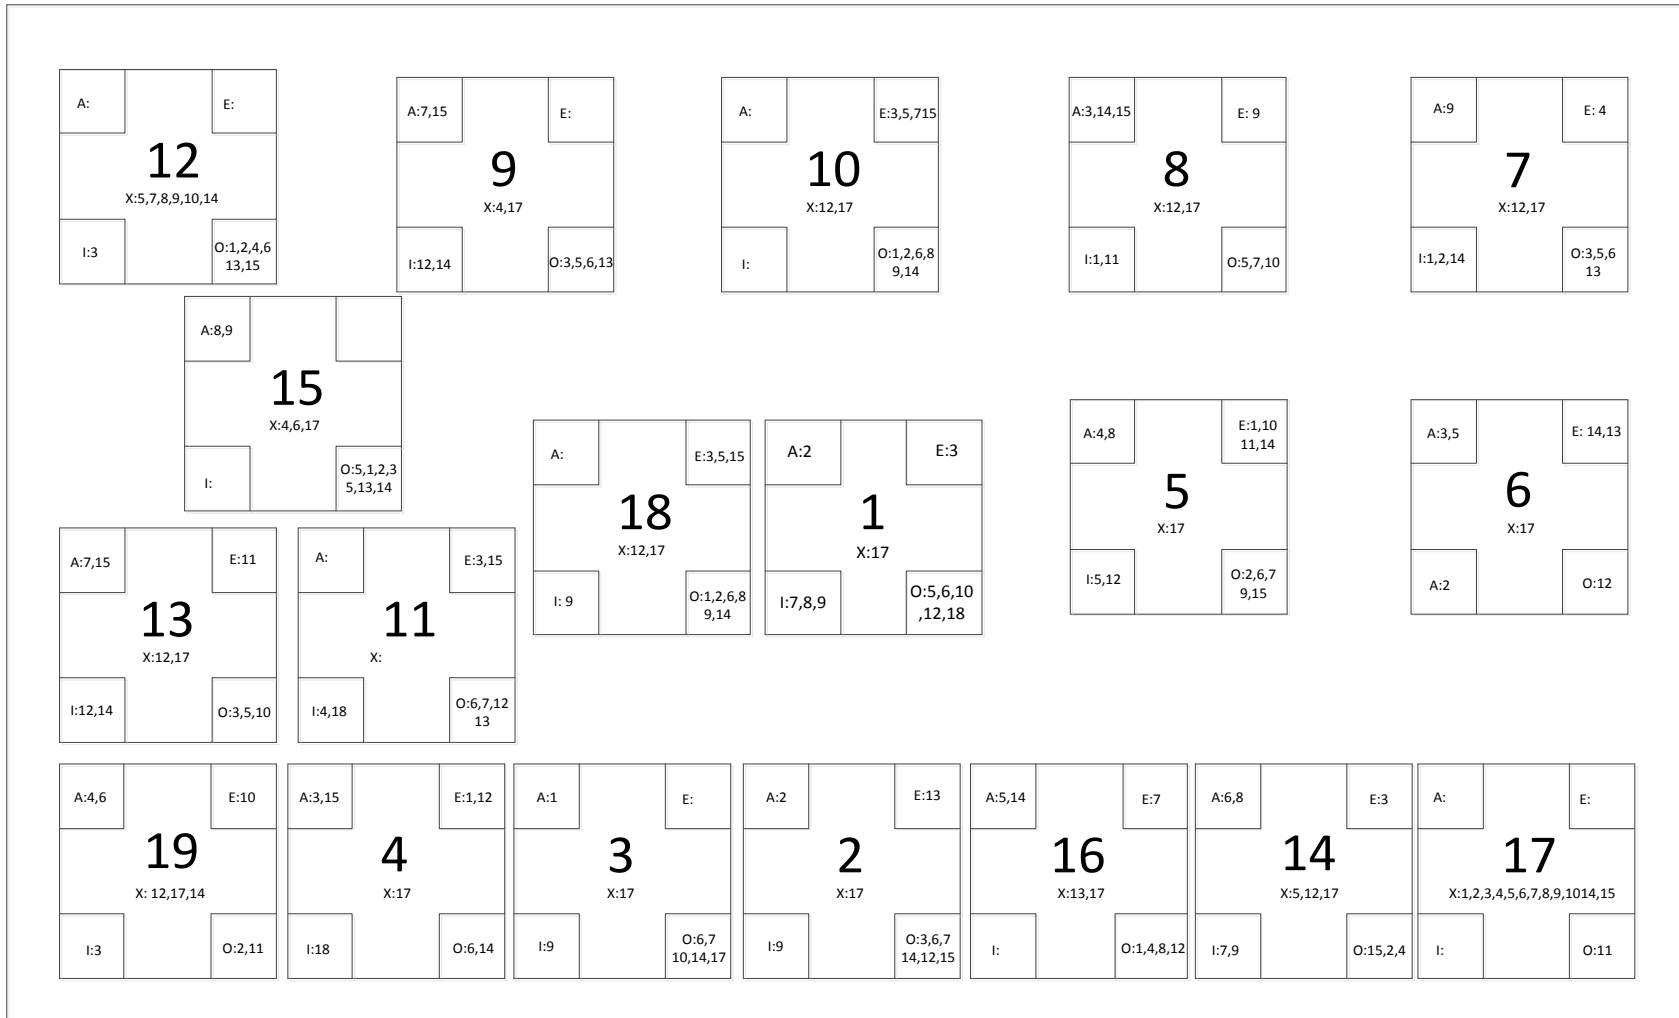 A:
E:
12
X:5,7,8,9,10,14
I:3
O:1,2,4,6
13,15
A:7,15
E:
9
X:4,17
I:12,14
O:3,5,6,13
A:
E:3,5,715
10
X:12,17
I:
O:1,2,6,8
9,14
A:3,14,15
E: 9
8
X:12,17
I:1,11
O:5,7,10
A:9
E: 4
7
X:12,17
I:1,2,14
O:3,5,6
13
A:8,9
15
X:4,6,17
I:
O:5,1,2,3
5,13,14
A:
E:3,5,15
18
X:12,17
I: 9
O:1,2,6,8
9,14
A:2
E:3
1
X:17
I:7,8,9
O:5,6,10
,12,18
A:4,8
E:1,10
11,14
5
X:17
I:5,12
O:2,6,7
9,15
A:3,5
E: 14,13
6
X:17
A:2
O:12
A:7,15
E:11
13
X:12,17
I:12,14
O:3,5,10
A:
E:3,15
11
X:
I:4,18
O:6,7,12
13
A:4,6
E:10
19
X: 12,17,14
I:3
O:2,11
A:3,15
E:1,12
4
X:17
I:18
O:6,14
A:1
E:
3
X:17
I:9
O:6,7
10,14,17
A:2
E:13
2
X:17
I:9
O:3,6,7
14,12,15
A:5,14
E:7
16
X:13,17
I:
O:1,4,8,12
A:6,8
E:3
14
X:5,12,17
I:7,9
O:15,2,4
A:
E:
17
X:1,2,3,4,5,6,7,8,9,1014,15
I:
O:11